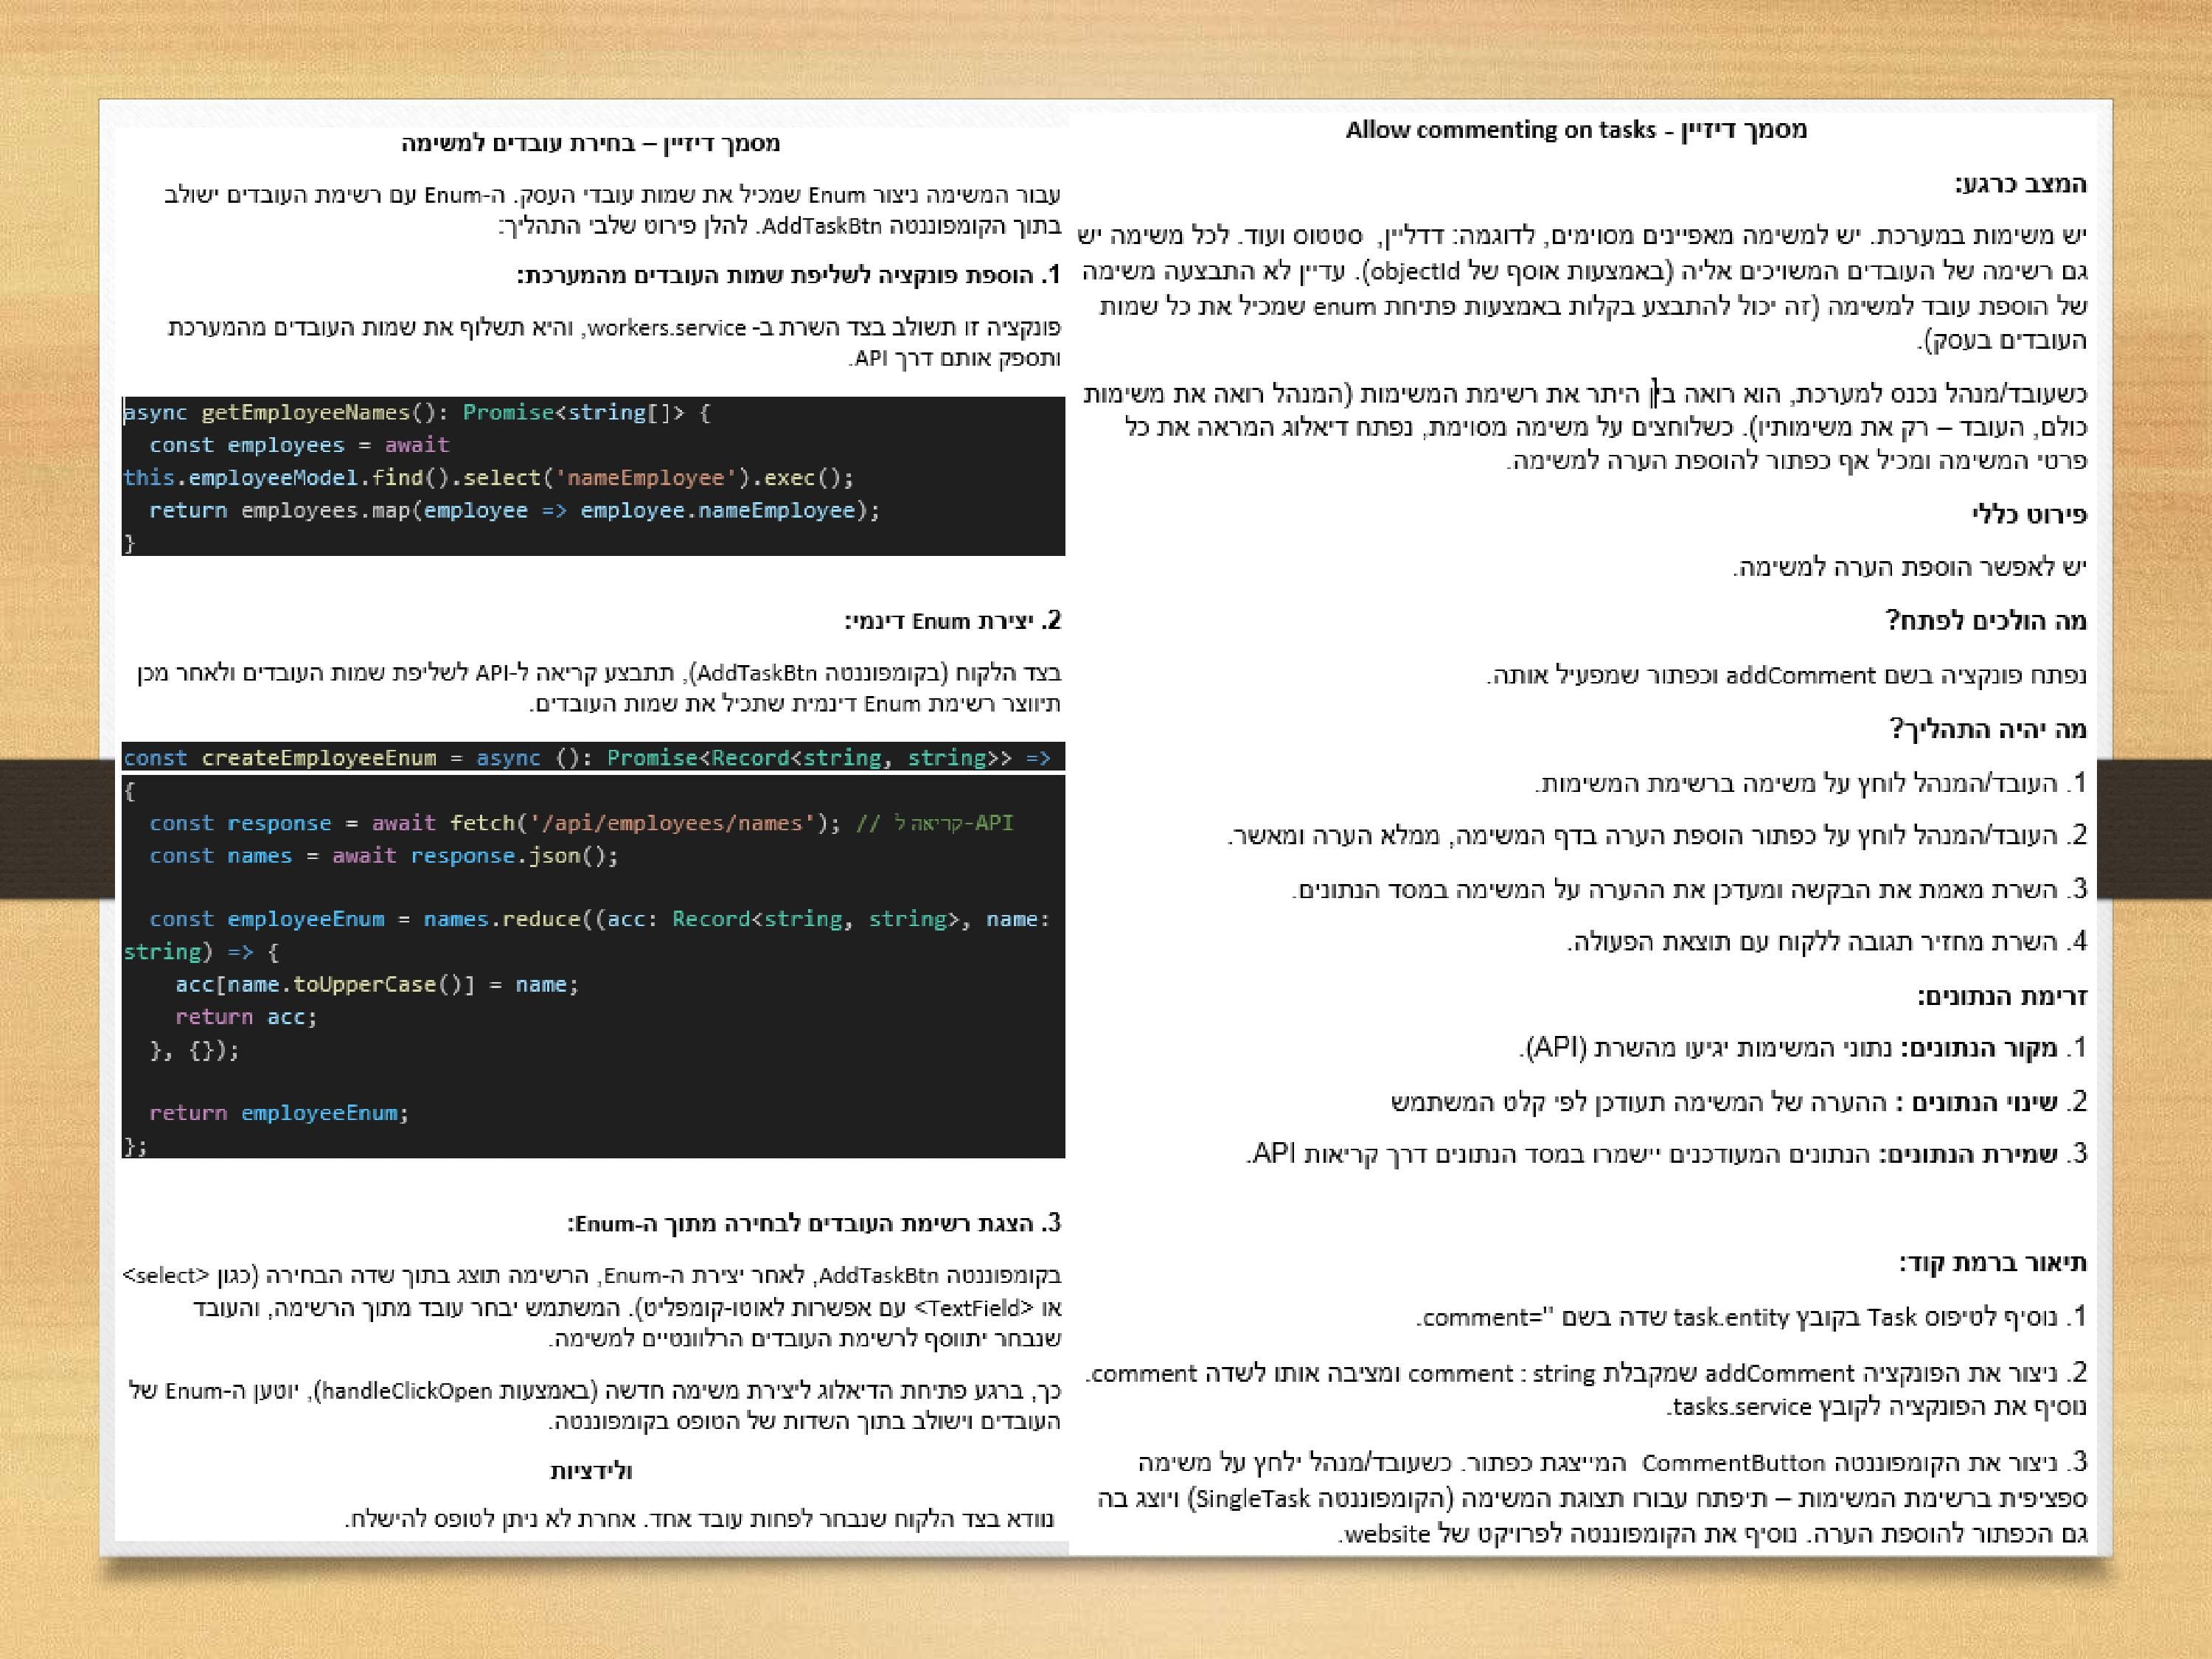 מסמך דיזיין - Allow commenting on tasks
המצב כרגע:
יש משימות במערכת. יש למשימה מאפיינים מסוימים, לדוגמה: דדליין, סטטוס ועוד. לכל משימה יש
גם רשימה של העובדים המשויכים אליה (באמצעות אוסף של objectId). עדיין לא התבצעה משימה
של הוספת עובד למשימה (זה יכול להתבצע בקלות באמצעות פתיחת enum שמכיל את כל שמות
העובדים בעסק).
כשעובד/מנהל נכנס למערכת, הוא רואה בין היתר את רשימת המשימות (המנהל רואה את משימות
כולם, העובד – רק את משימותיו). כשלוחצים על משימה מסוימת, נפתח דיאלוג המראה את כל
פרטי המשימה ומכיל אף כפתור להוספת הערה למשימה.
פירוט כללי
יש לאפשר הוספת הערה למשימה.
מה הולכים לפתח?
נפתח פונקציה בשם addComment וכפתור שמפעיל אותה.
מה יהיה התהליך?
1. העובד/המנהל לוחץ על משימה ברשימת המשימות.
2. העובד/המנהל לוחץ על כפתור הוספת הערה בדף המשימה, ממלא הערה ומאשר.
3. השרת מאמת את הבקשה ומעדכן את ההערה על המשימה במסד הנתונים.
4. השרת מחזיר תגובה ללקוח עם תוצאת הפעולה.
זרימת הנתונים:
1. מקור הנתונים: נתוני המשימות יגיעו מהשרת (API).
2. שינוי הנתונים : ההערה של המשימה תעודכן לפי קלט המשתמש
3. שמירת הנתונים: הנתונים המעודכנים יישמרו במסד הנתונים דרך קריאות API.
תיאור ברמת קוד:
1. נוסיף לטיפוס Task בקובץ task.entity שדה בשם comment=''.
2. ניצור את הפונקציה addComment שמקבלת comment : string ומציבה אותו לשדה comment.
נוסיף את הפונקציה לקובץ tasks.service.
3. ניצור את הקומפוננטה CommentButton המייצגת כפתור. כשעובד/מנהל ילחץ על משימה
ספציפית ברשימת המשימות – תיפתח עבורו תצוגת המשימה (הקומפוננטה SingleTask) ויוצג בה
גם הכפתור להוספת הערה. נוסיף את הקומפוננטה לפרויקט של website.
מסמך דיזיין – בחירת עובדים למשימה
עבור המשימה ניצור Enum שמכיל את שמות עובדי העסק. ה-Enum עם רשימת העובדים ישולב
בתוך הקומפוננטה AddTaskBtn. להלן פירוט שלבי התהליך:
1. הוספת פונקציה לשליפת שמות העובדים מהמערכת:
פונקציה זו תשולב בצד השרת ב- workers.service, והיא תשלוף את שמות העובדים מהמערכת
ותספק אותם דרך API.
async getEmployeeNames(): Promise<string[]> {
const employees = await
this.employeeModel.find().select('nameEmployee').exec();
return employees.map(employee => employee.nameEmployee);
}
2. יצירת Enum דינמי:
בצד הלקוח (בקומפוננטה AddTaskBtn), תתבצע קריאה ל-API לשליפת שמות העובדים ולאחר מכן
תיווצר רשימת Enum דינמית שתכיל את שמות העובדים.
const createEmployeeEnum = async (): Promise<Record<string, string>> =>
{
const response = await fetch('/api/employees/names'); // קריאה ל-API
const names = await response.json();
const employeeEnum = names.reduce((acc: Record<string, string>, name:
string) => {
acc[name.toUpperCase()] = name;
return acc;
}, {});
return employeeEnum;
};
3. הצגת רשימת העובדים לבחירה מתוך ה-Enum:
בקומפוננטה AddTaskBtn, לאחר יצירת ה-Enum, הרשימה תוצג בתוך שדה הבחירה (כגון <select>
או <TextField> עם אפשרות לאוטו-קומפליט). המשתמש יבחר עובד מתוך הרשימה, והעובד
שנבחר יתווסף לרשימת העובדים הרלוונטיים למשימה.
כך, ברגע פתיחת הדיאלוג ליצירת משימה חדשה (באמצעות handleClickOpen), יוטען ה-Enum של
העובדים וישולב בתוך השדות של הטופס בקומפוננטה.
ולידציות
נוודא בצד הלקוח שנבחר לפחות עובד אחד. אחרת לא ניתן לטופס להישלח.